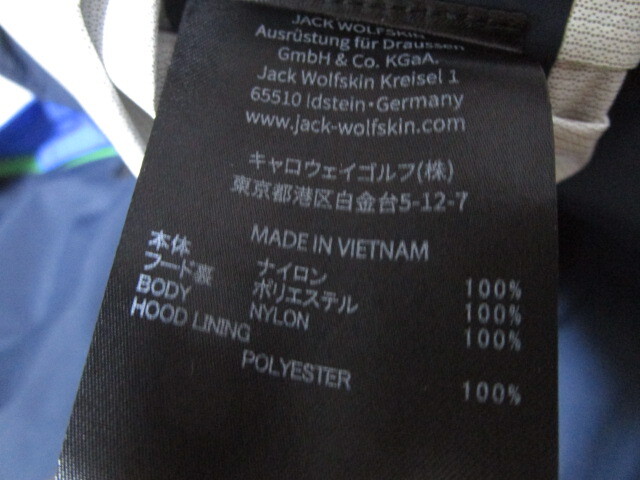 JACK WOLFSKIN
Ausrüstung für Draussen
GmbH & Co. KGaA.
Jack Wolfskin Kreisel 1
65510 Idstein・Germany
www.jack-wolfskin.com
キャロウェイゴルフ(株)
東京都港区白金台5-12-7
MADE IN VIETNAM
本体 ナイロン 100%
フード裏 ポリエステル 100%
BODY NYLON 100%
HOOD LINING
POLYESTER 100%